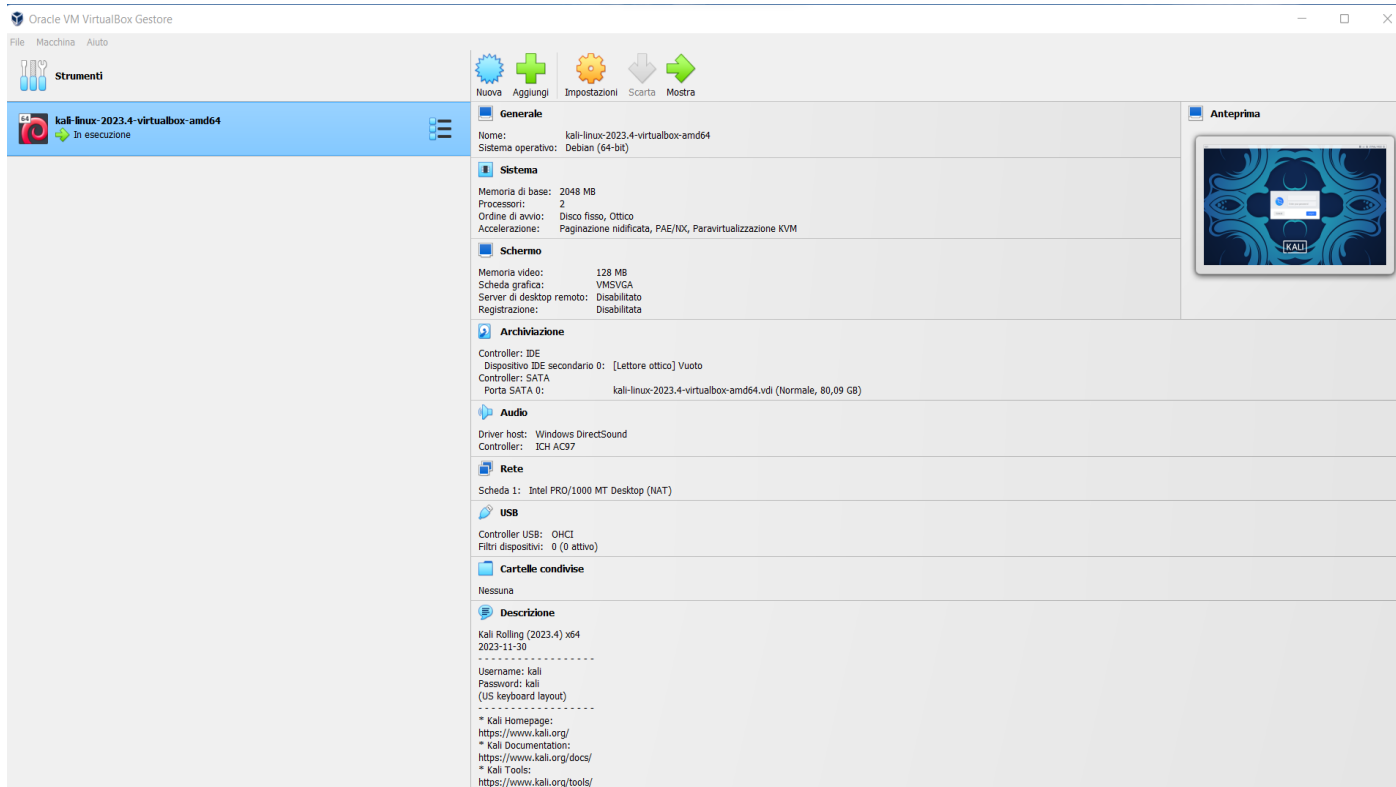 Oracle VM VirtualBox Gestore
File Macchina Aiuto
Strumenti
Nuova Aggiungi Impostazioni Scarta Mostra
64
kali-linux-2023.4-virtualbox-amd64
In esecuzione
Generale
Nome: kali-linux-2023.4-virtualbox-amd64
Sistema operativo: Debian (64-bit)
Anteprima
KALI
Sistema
Memoria di base: 2048 MB
Processori: 2
Ordine di avvio: Disco fisso, Ottico
Accelerazione: Paginazione nidificata, PAE/NX, Paravirtualizzazione KVM
Schermo
Memoria video: 128 MB
Scheda grafica: VMSVGA
Server di desktop remoto: Disabilitato
Registrazione: Disabilitata
Archiviazione
Controller: IDE
Dispositivo IDE secondario 0: [Lettore ottico] Vuoto
Controller: SATA
Porta SATA 0: kali-linux-2023.4-virtualbox-amd64.vdi (Normale, 80,09 GB)
Audio
Driver host: Windows DirectSound
Controller: ICH AC97
Rete
Scheda 1: Intel PRO/1000 MT Desktop (NAT)
USB
Controller USB: OHCI
Filtri dispositivi: 0 (0 attivo)
Cartelle condivise
Nessuna
Descrizione
Kali Rolling (2023.4) x64
2023-11-30
- - - - - - - - - - - - - - - - - -
Username: kali
Password: kali
(US keyboard layout)
- - - - - - - - - - - - - - - - - -
* Kali Homepage:
https://www.kali.org/
* Kali Documentation:
https://www.kali.org/docs/
* Kali Tools:
https://www.kali.org/tools/